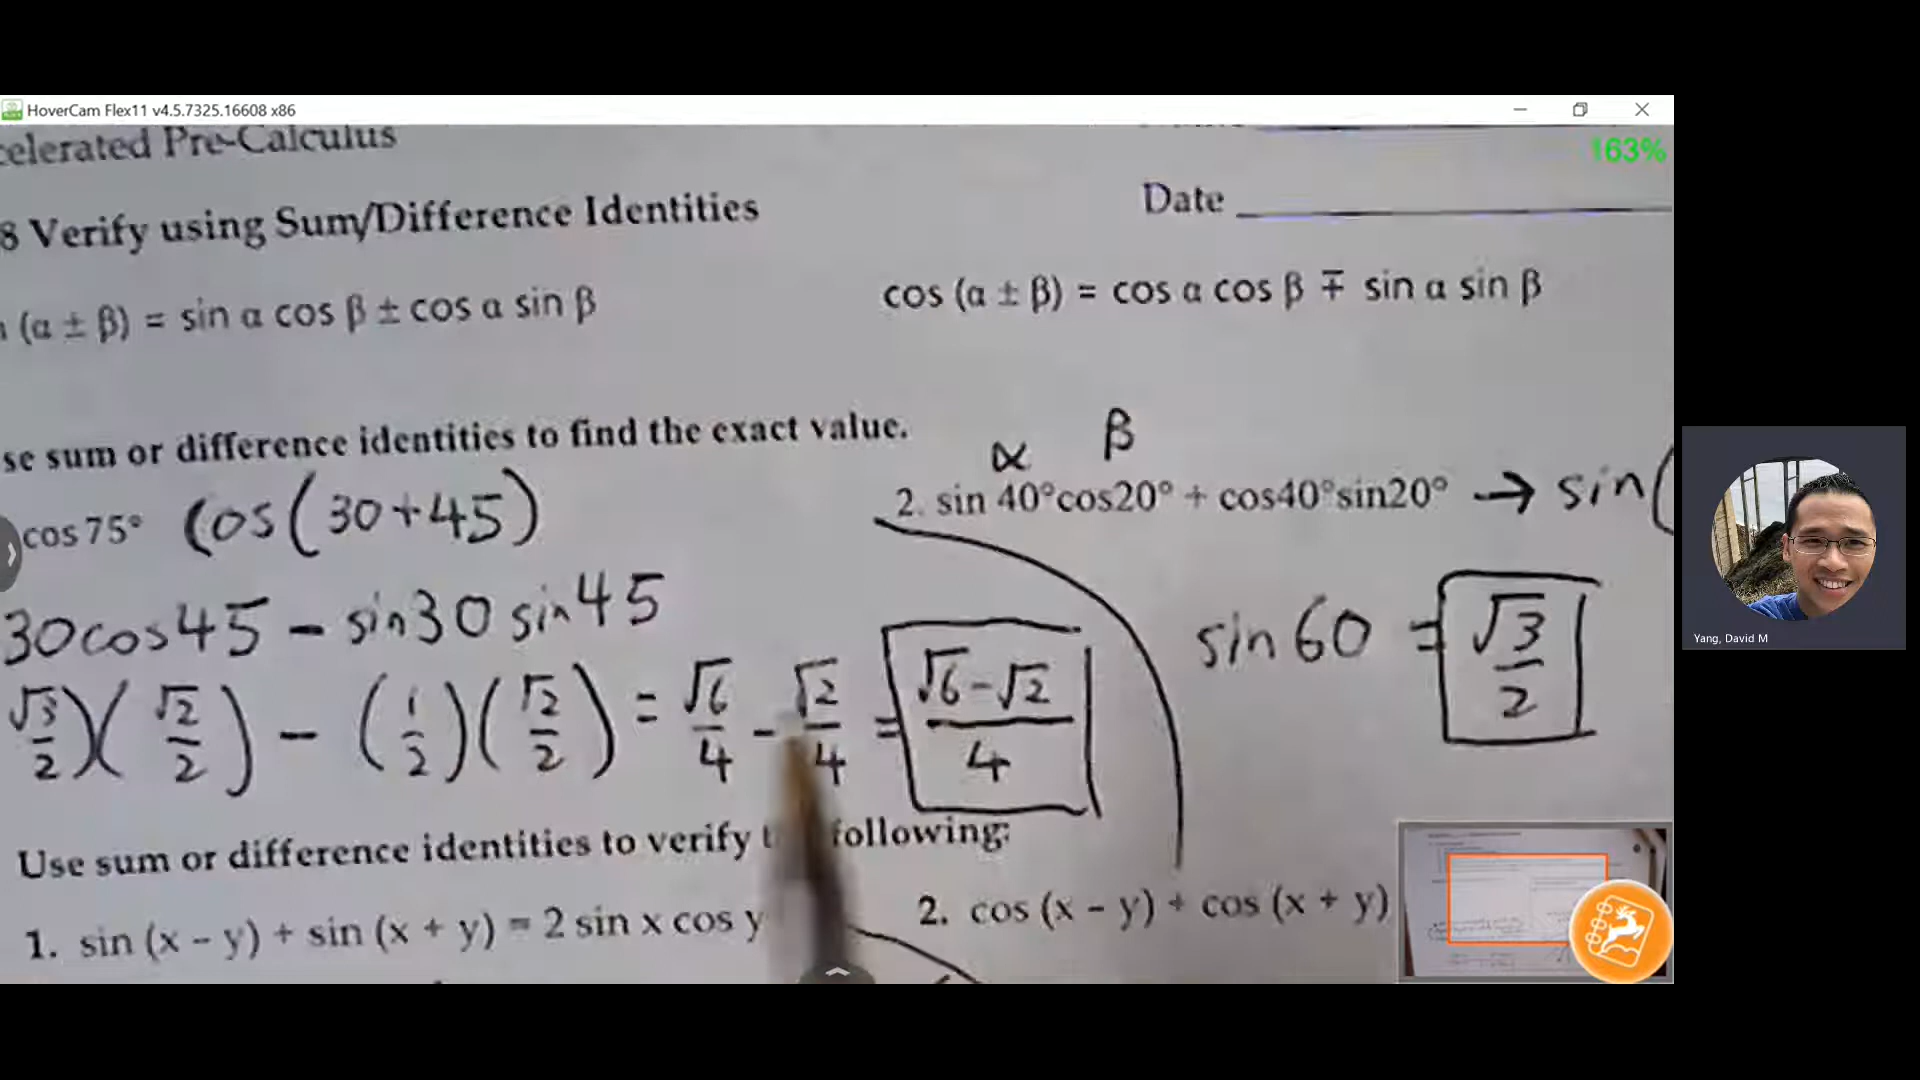 HoverCam Flex11 v4.5.7325.16608 x86
celerated Pre-Calculus
163%
8 Verify using Sum/Difference Identities
Date
(α ± β) = sin α cos β ± cos α sin β
cos (α ± β) = cos α cos β ∓ sin α sin β
se sum or difference identities to find the exact value.
α β
cos 75° cos(30+45)
2. sin 40°cos20° + cos40°sin20° → sin(
30cos45 - sin30 sin45
sin60 = √3/2
(√3/2)(√2/2) - (1/2)(√2/2) = √6/4 - √2/4 = √6-√2/4
Use sum or difference identities to verify following:
1. sin (x - y) + sin (x + y) = 2 sin x cos y
2. cos (x - y) + cos (x + y)
Yang, David M